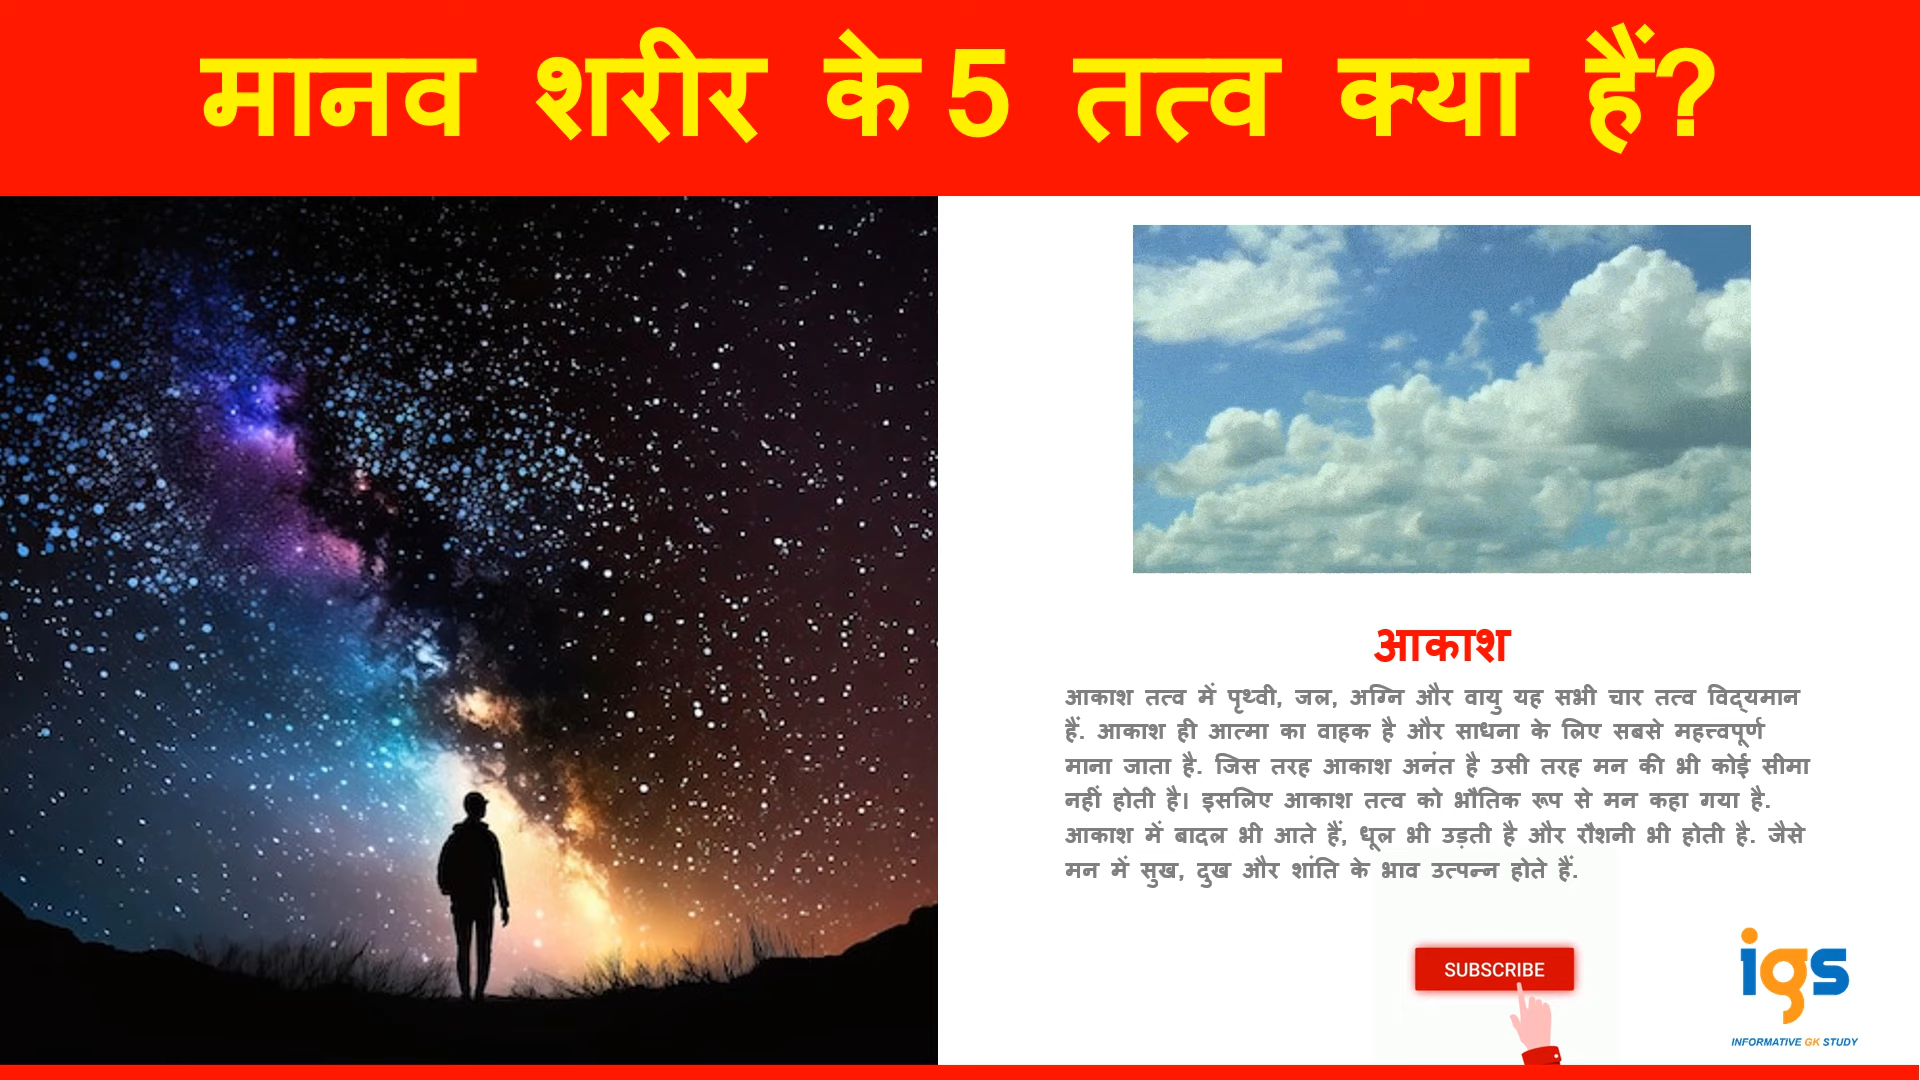 मानव शरीर के 5 तत्व क्या हैं?
आकाश
आकाश तत्व में पृथ्वी, जल, अग्नि और वायु यह सभी चार तत्व विद्यमान
हैं. आकाश ही आत्मा का वाहक है और साधना के लिए सबसे महत्त्वपूर्ण
माना जाता है. जिस तरह आकाश अनंत है उसी तरह मन की भी कोई सीमा
नहीं होती है। इसलिए आकाश तत्व को भौतिक रूप से मन कहा गया है.
आकाश में बादल भी आते हैं, धूल भी उड़ती है और रौशनी भी होती है. जैसे
मन में सुख, दुख और शांति के भाव उत्पन्न होते हैं.
SUBSCRIBE
igs
INFORMATIVE GK STUDY